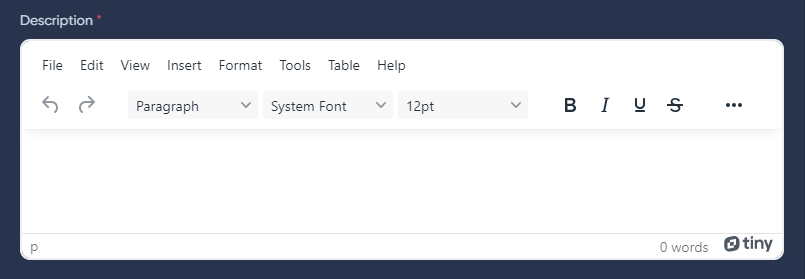 Description *
File Edit View Insert Format Tools Table Help
Paragraph System Font 12pt B I U S ...
p 0 words tiny